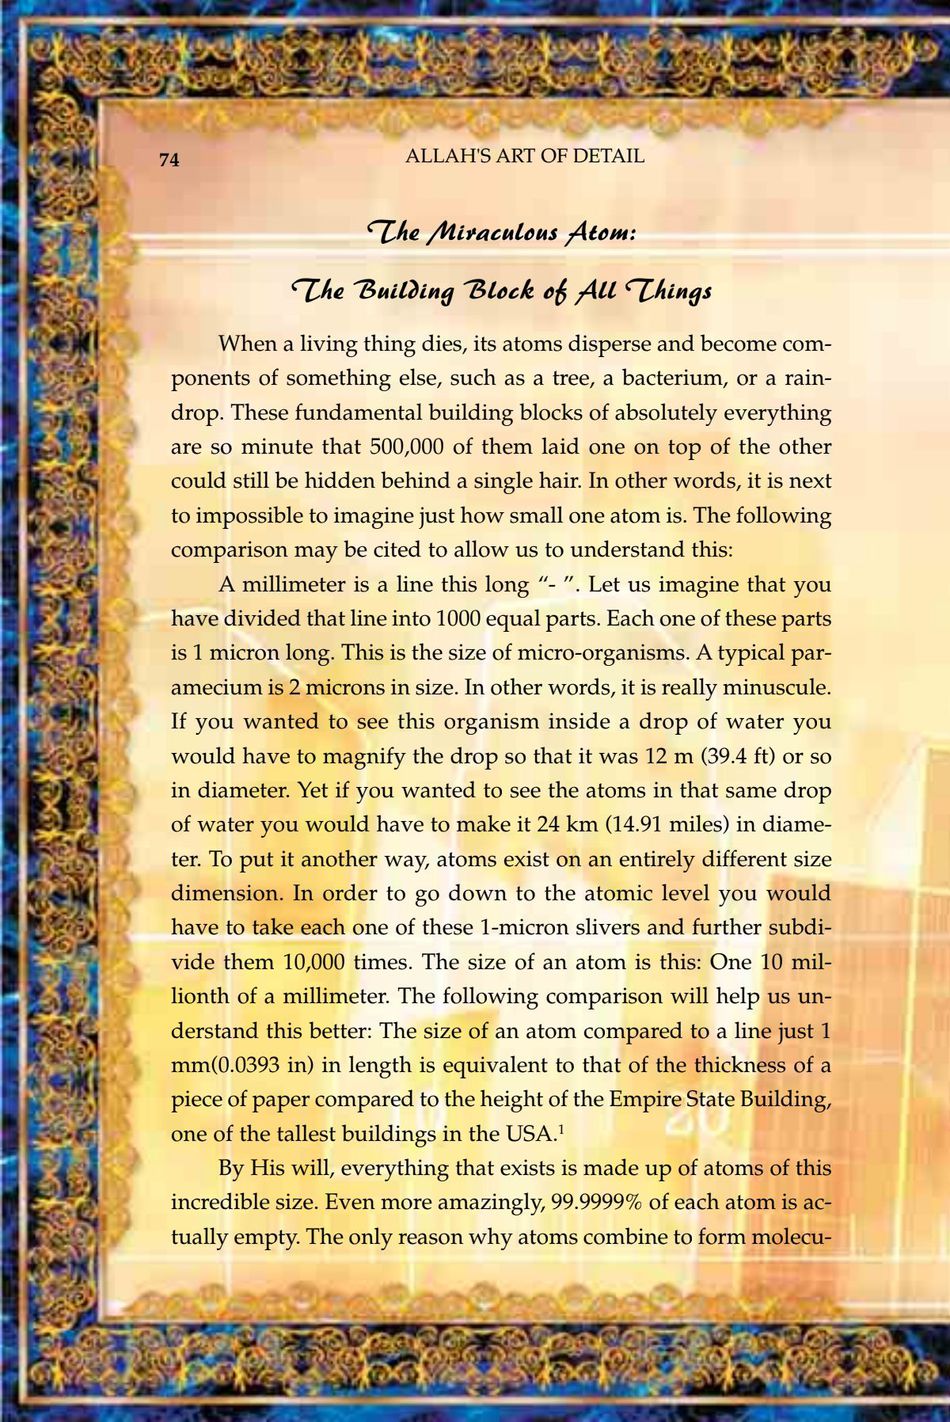 74
ALLAH'S ART OF DETAIL
The Miraculous Atom:
The Building Block of All Things
When a living thing dies, its atoms disperse and become com-
ponents of something else, such as a tree, a bacterium, or a rain-
drop. These fundamental building blocks of absolutely everything
are so minute that 500,000 of them laid one on top of the other
could still be hidden behind a single hair. In other words, it is next
to impossible to imagine just how small one atom is. The following
comparison may be cited to allow us to understand this:
A millimeter is a line this long “- ”. Let us imagine that you
have divided that line into 1000 equal parts. Each one of these parts
is 1 micron long. This is the size of micro-organisms. A typical par-
amecium is 2 microns in size. In other words, it is really minuscule.
If you wanted to see this organism inside a drop of water you
would have to magnify the drop so that it was 12 m (39.4 ft) or so
in diameter. Yet if you wanted to see the atoms in that same drop
of water you would have to make it 24 km (14.91 miles) in diame-
ter. To put it another way, atoms exist on an entirely different size
dimension. In order to go down to the atomic level you would
have to take each one of these 1-micron slivers and further subdi-
vide them 10,000 times. The size of an atom is this: One 10 mil-
lionth of a millimeter. The following comparison will help us un-
derstand this better: The size of an atom compared to a line just 1
mm(0.0393 in) in length is equivalent to that of the thickness of a
piece of paper compared to the height of the Empire State Building,
one of the tallest buildings in the USA.¹
By His will, everything that exists is made up of atoms of this
incredible size. Even more amazingly, 99.9999% of each atom is ac-
tually empty. The only reason why atoms combine to form molecu-
20